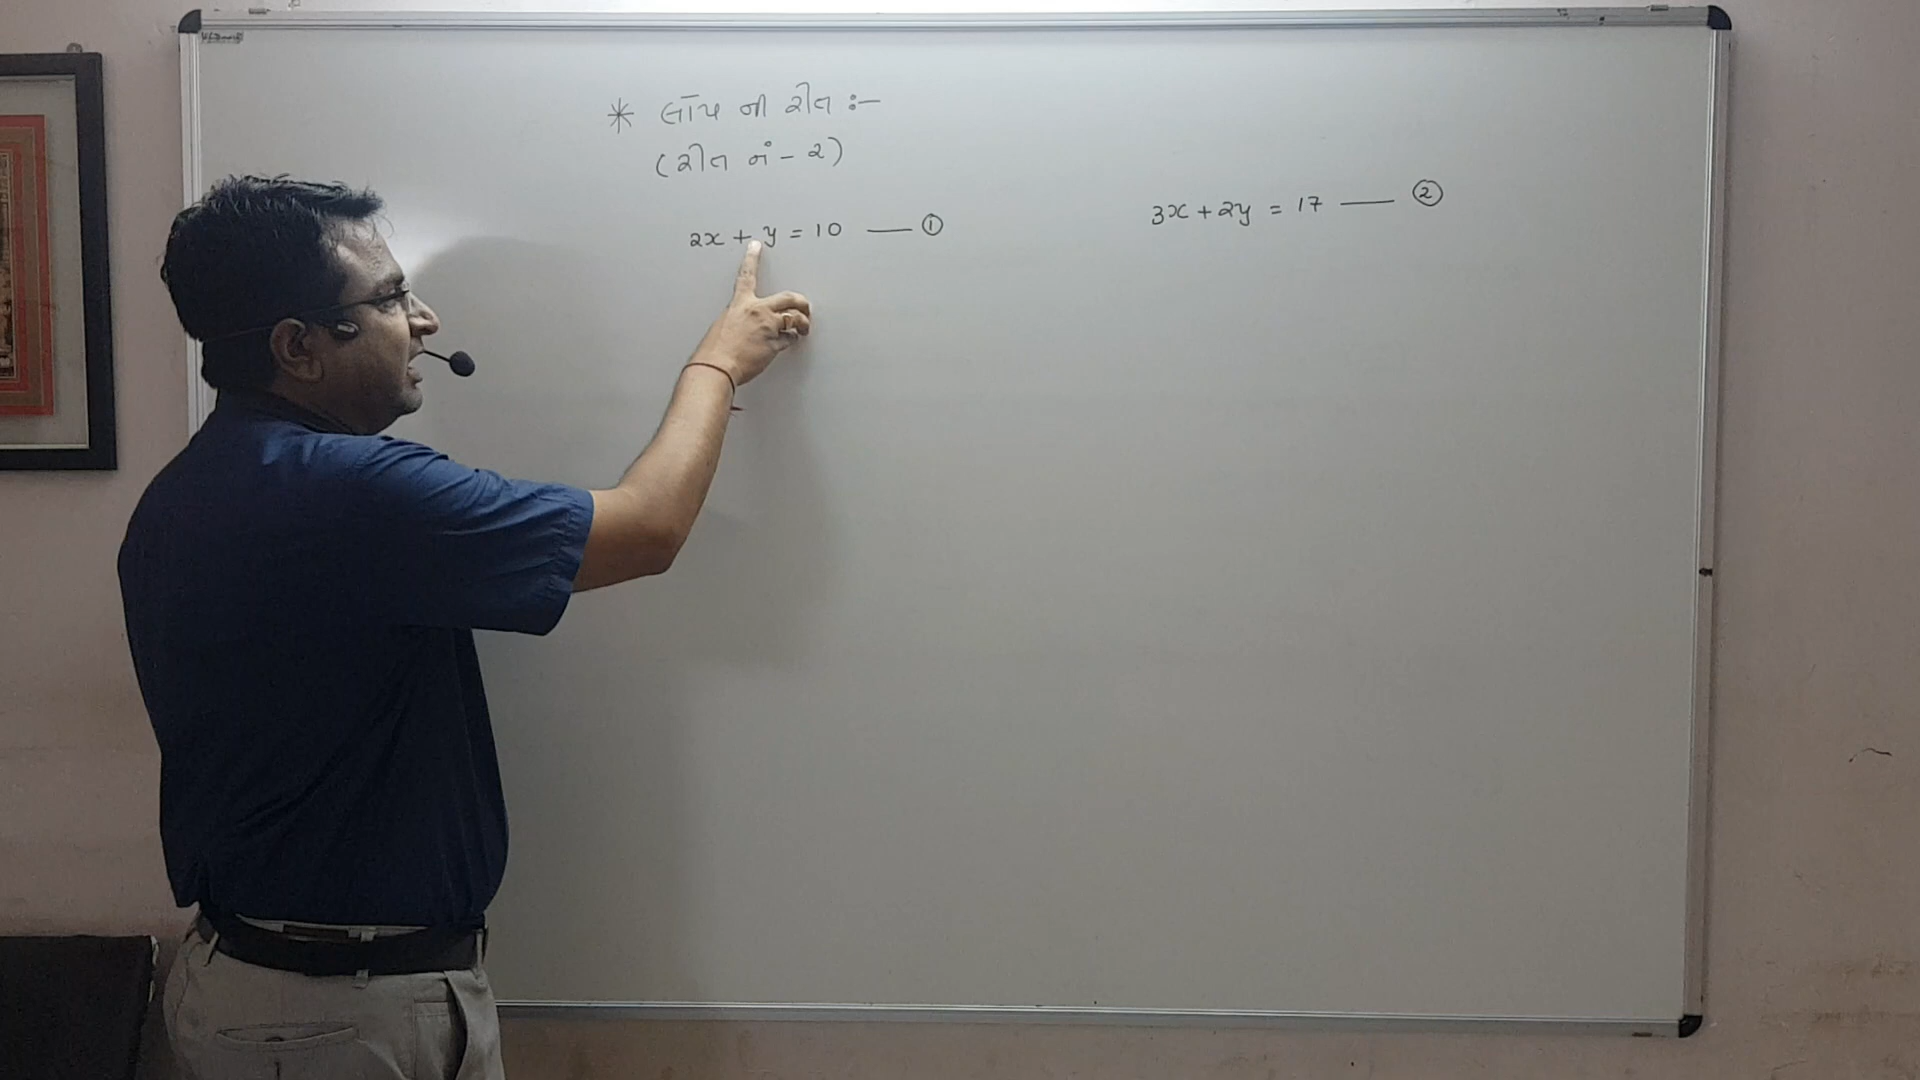 * લોપ ની રીત :-
(રીત નં - ૨)
2x + y = 10 — ①
3x + 2y = 17 — ②